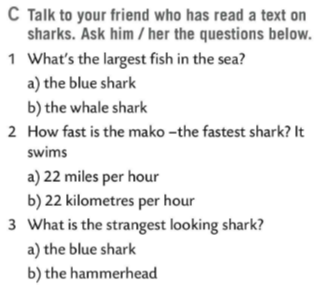 C Talk to your friend who has read a text on
sharks. Ask him / her the questions below.
1 What's the largest fish in the sea?
a) the blue shark
b) the whale shark
2 How fast is the mako –the fastest shark? It
swims
a) 22 miles per hour
b) 22 kilometres per hour
3 What is the strangest looking shark?
a) the blue shark
b) the hammerhead